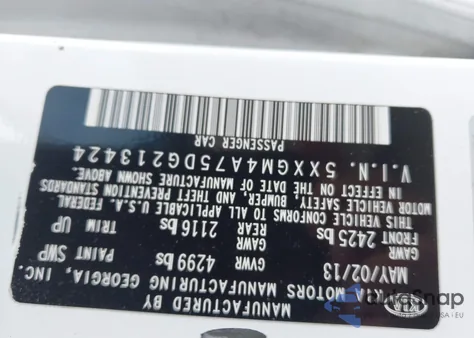 MANUFACTURED BY
KIA MOTORS MANUFACTURING GEORGIA, INC.
MAY/02/13
GVWR 4299 lbs
PAINT SWP
GAWR FRONT 2425 lbs
GAWR REAR 2116 lbs
TRIM UP
THIS VEHICLE CONFORMS TO ALL APPLICABLE U.S.A. FEDERAL
MOTOR VEHICLE SAFETY, BUMPER, AND THEFT PREVENTION STANDARDS
IN EFFECT ON THE DATE OF MANUFACTURE SHOWN ABOVE.
V.I.N. 5XXGM4A75DG213424
PASSENGER CAR
KIA
AutoSnap